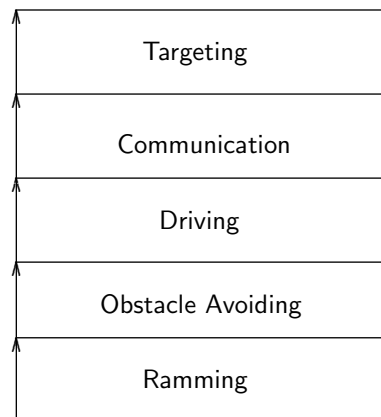 Targeting
Communication
Driving
Obstacle Avoiding
Ramming